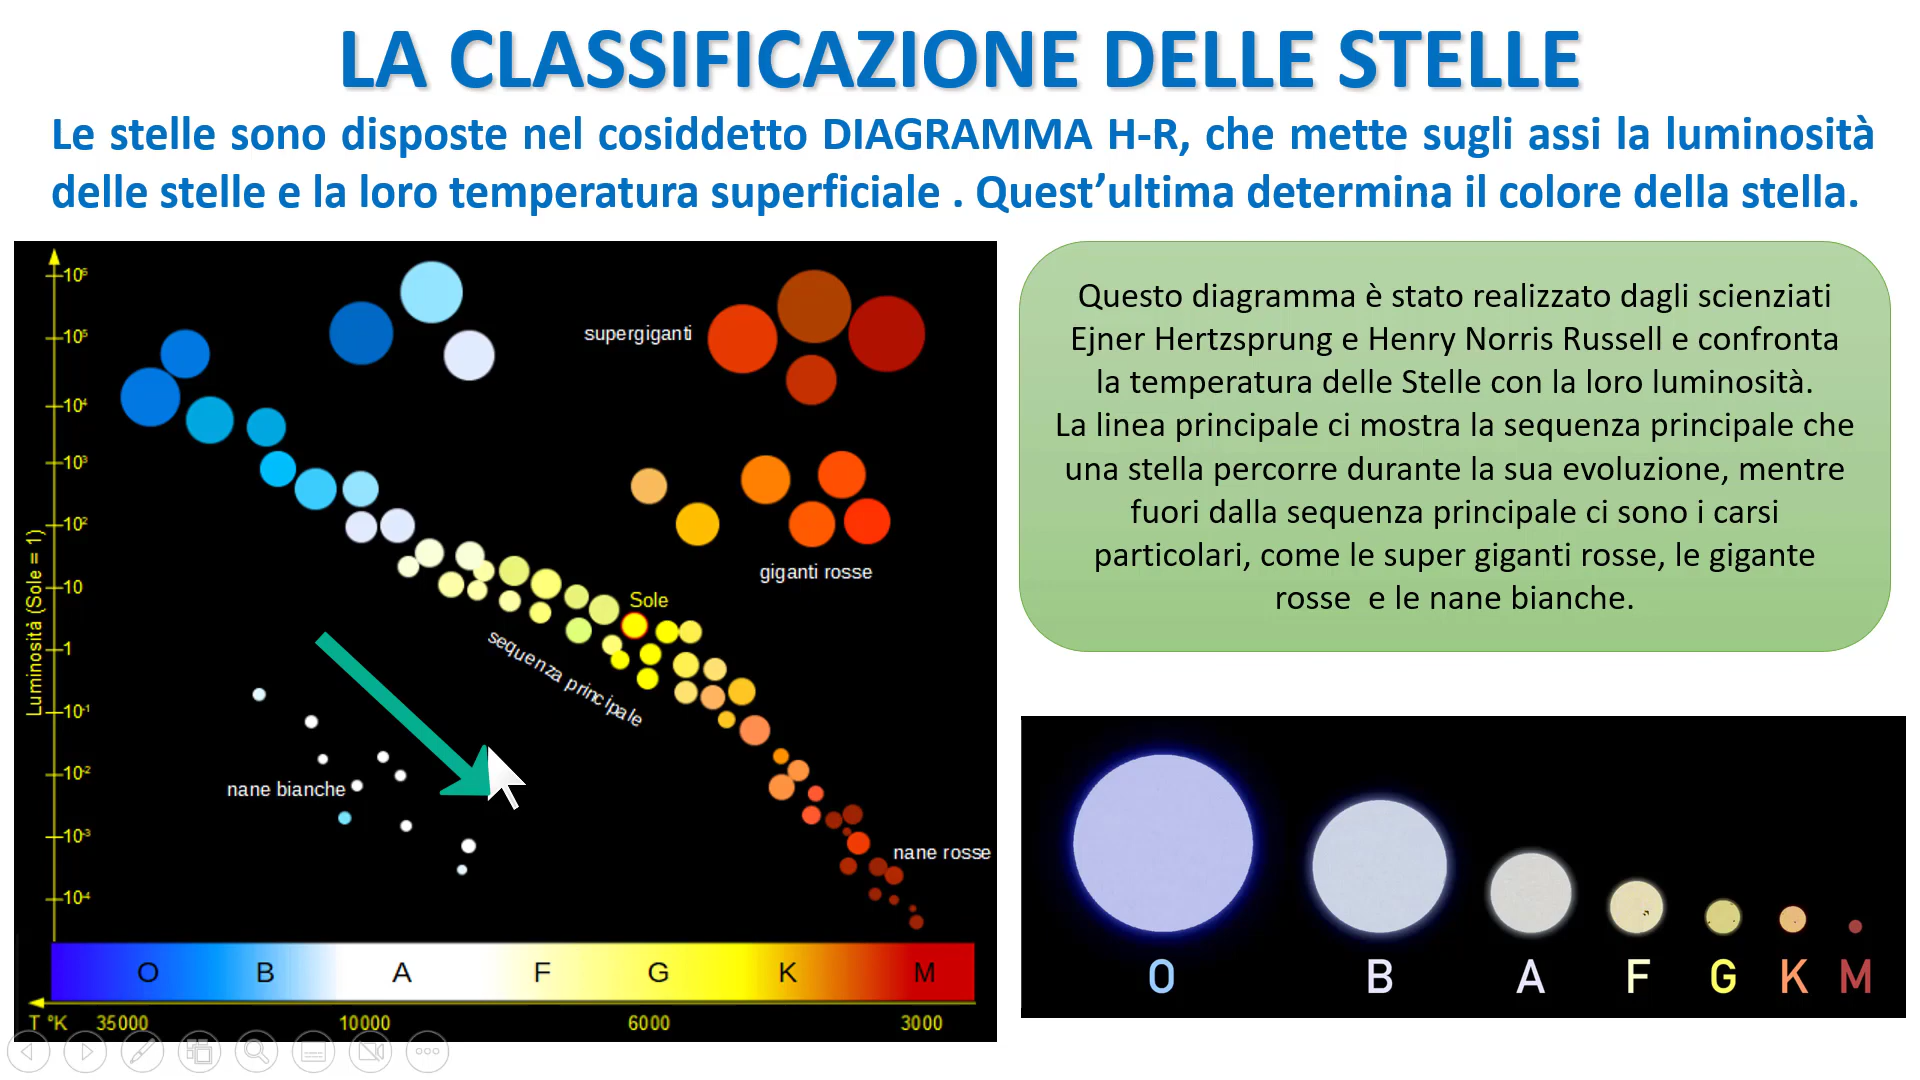 LA CLASSIFICAZIONE DELLE STELLE
Le stelle sono disposte nel cosiddetto DIAGRAMMA H-R, che mette sugli assi la luminosità
delle stelle e la loro temperatura superficiale . Quest’ultima determina il colore della stella.
10⁶
10⁵
10⁴
10³
10²
10
1
10⁻¹
10⁻²
10⁻³
10⁻⁴
Luminosità (Sole = 1)
supergiganti
giganti rosse
Sole
sequenza principale
nane bianche
nane rosse
O B A F G K M
T °K 35000 10000 6000 3000
Questo diagramma è stato realizzato dagli scienziati
Ejner Hertzsprung e Henry Norris Russell e confronta
la temperatura delle Stelle con la loro luminosità.
La linea principale ci mostra la sequenza principale che
una stella percorre durante la sua evoluzione, mentre
fuori dalla sequenza principale ci sono i carsi
particolari, come le super giganti rosse, le gigante
rosse  e le nane bianche.
O B A F G K M